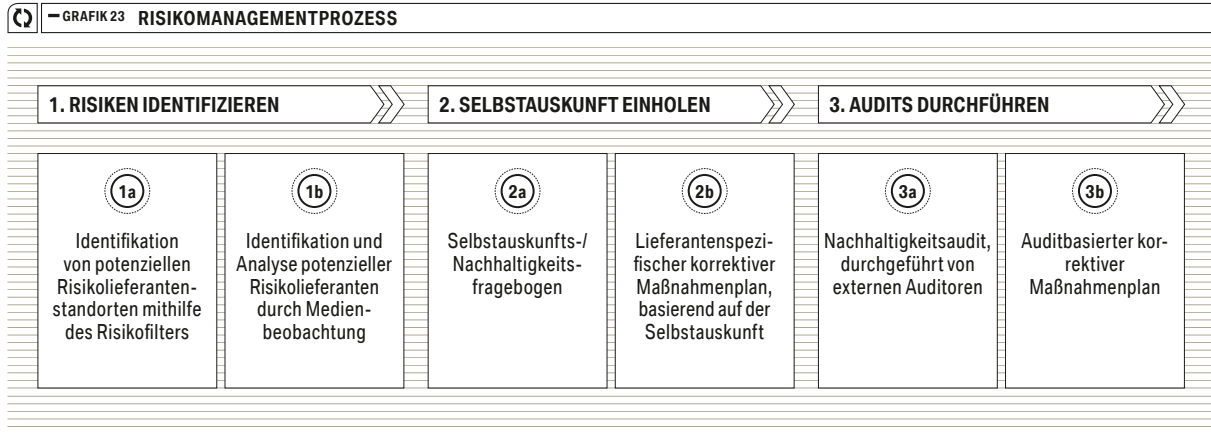 GRAFIK 23 RISIKOMANAGEMENTPROZESS
1. RISIKEN IDENTIFIZIEREN
1a
Identifikation
von potenziellen
Risikolieferanten-
standorten mithilfe
des Risikofilters
1b
Identifikation und
Analyse potenzieller
Risikolieferanten
durch Medien-
beobachtung
2. SELBSTAUSKUNFT EINHOLEN
2a
Selbstauskunfts-/
Nachhaltigkeits-
fragebogen
2b
Lieferantenspezi-
fischer korrektiver
Maßnahmenplan,
basierend auf der
Selbstauskunft
3. AUDITS DURCHFÜHREN
3a
Nachhaltigkeitsaudit,
durchgeführt von
externen Auditoren
3b
Auditbasierter kor-
rektiver
Maßnahmenplan